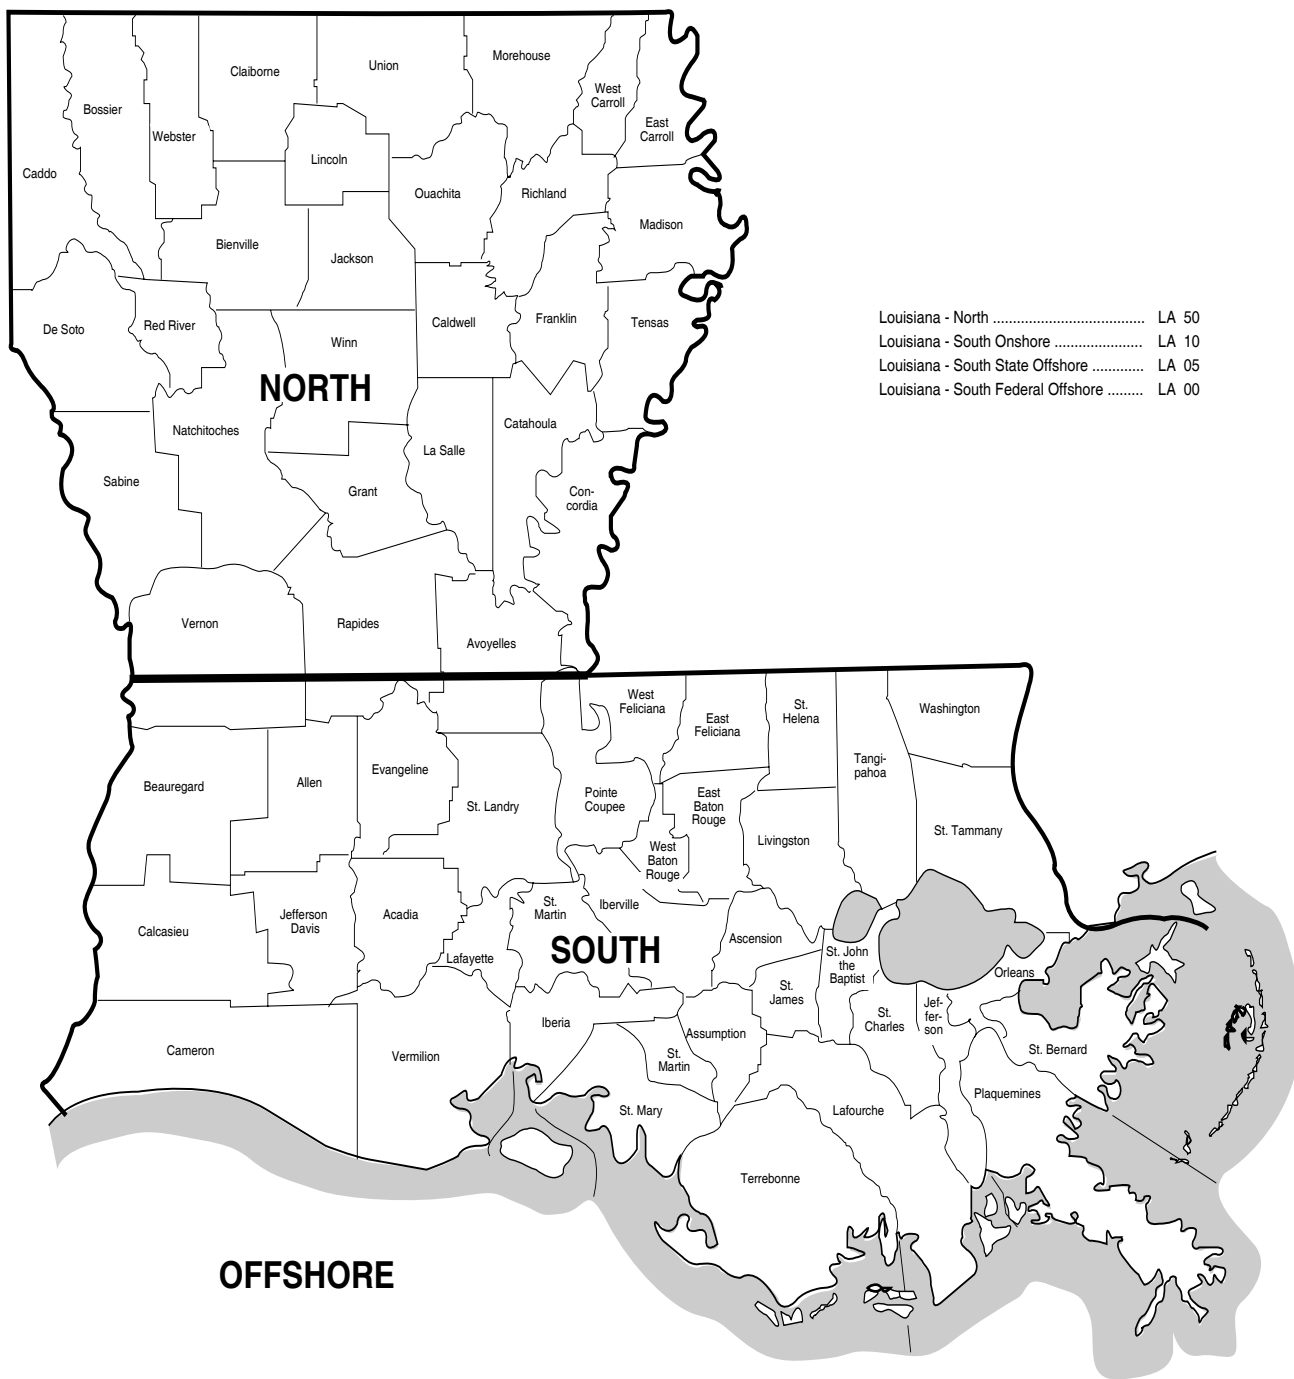 Morehouse
Union
Claiborne
West
Carroll
Bossier
East
Carroll
Webster
Lincoln
Caddo
Ouachita
Richland
Madison
Bienville
Jackson
De Soto
Red River
Winn
Caldwell
Franklin
Tensas
Louisiana - North ...................................... LA 50
Louisiana - South Onshore ...................... LA 10
Louisiana - South State Offshore ............. LA 05
Louisiana - South Federal Offshore ......... LA 00
NORTH
Natchitoches
Catahoula
La Salle
Sabine
Grant
Con-
cordia
Vernon
Rapides
Avoyelles
West
Feliciana
East
Feliciana
St.
Helena
Washington
Tangi-
pahoa
Beauregard
Allen
Evangeline
St. Landry
Pointe
Coupee
East
Baton
Rouge
Livingston
St. Tammany
West
Baton
Rouge
Calcasieu
Jefferson
Davis
Acadia
St.
Martin
Iberville
SOUTH
Ascension
Lafayette
St. John
the
Baptist
Orleans
St.
James
St.
Charles
Jef-
fer-
son
Iberia
Assumption
Cameron
Vermilion
St.
Martin
St. Bernard
Plaquemines
St. Mary
Lafourche
Terrebonne
OFFSHORE